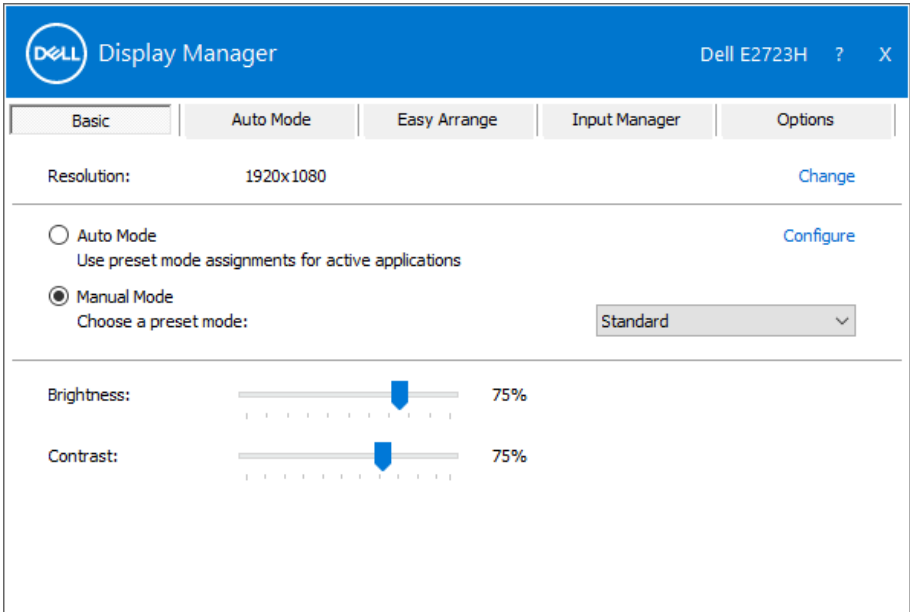 DELL Display Manager Dell E2723H ? X
Basic Auto Mode Easy Arrange Input Manager Options
Resolution: 1920x1080 Change
Auto Mode Configure
Use preset mode assignments for active applications
Manual Mode
Choose a preset mode: Standard
Brightness: 75%
Contrast: 75%